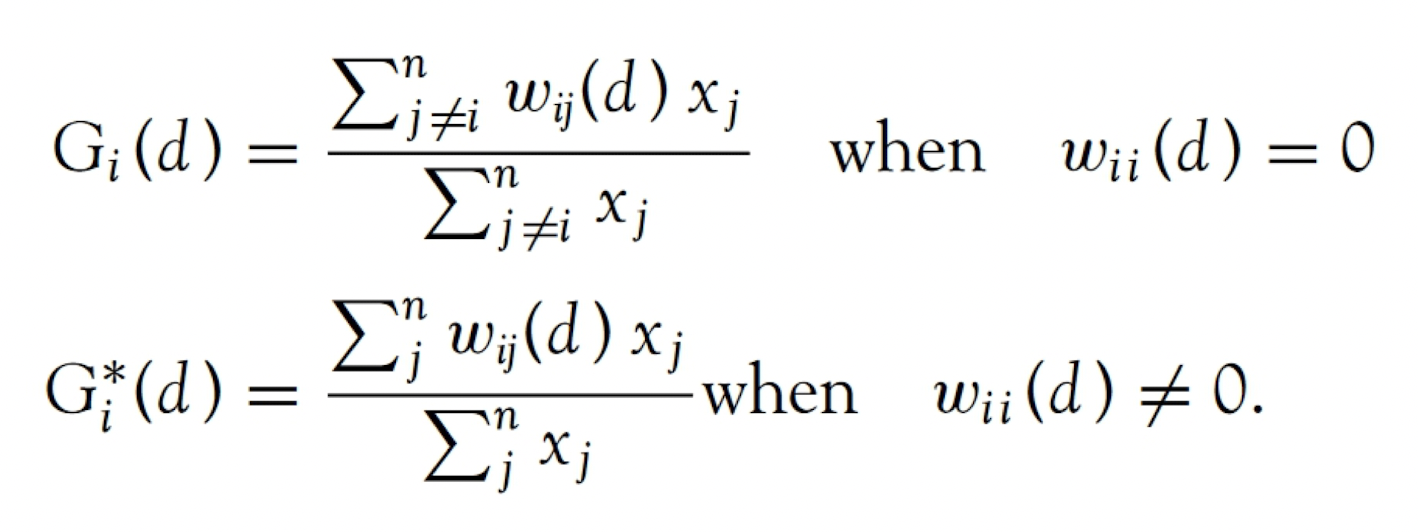 G_i(d) = \frac{\sum_{j \neq i}^{n} w_{ij}(d) x_j}{\sum_{j \neq i}^{n} x_j} when w_{ii}(d) = 0
G_i^*(d) = \frac{\sum_{j}^{n} w_{ij}(d) x_j}{\sum_{j}^{n} x_j} when w_{ii}(d) \neq 0.